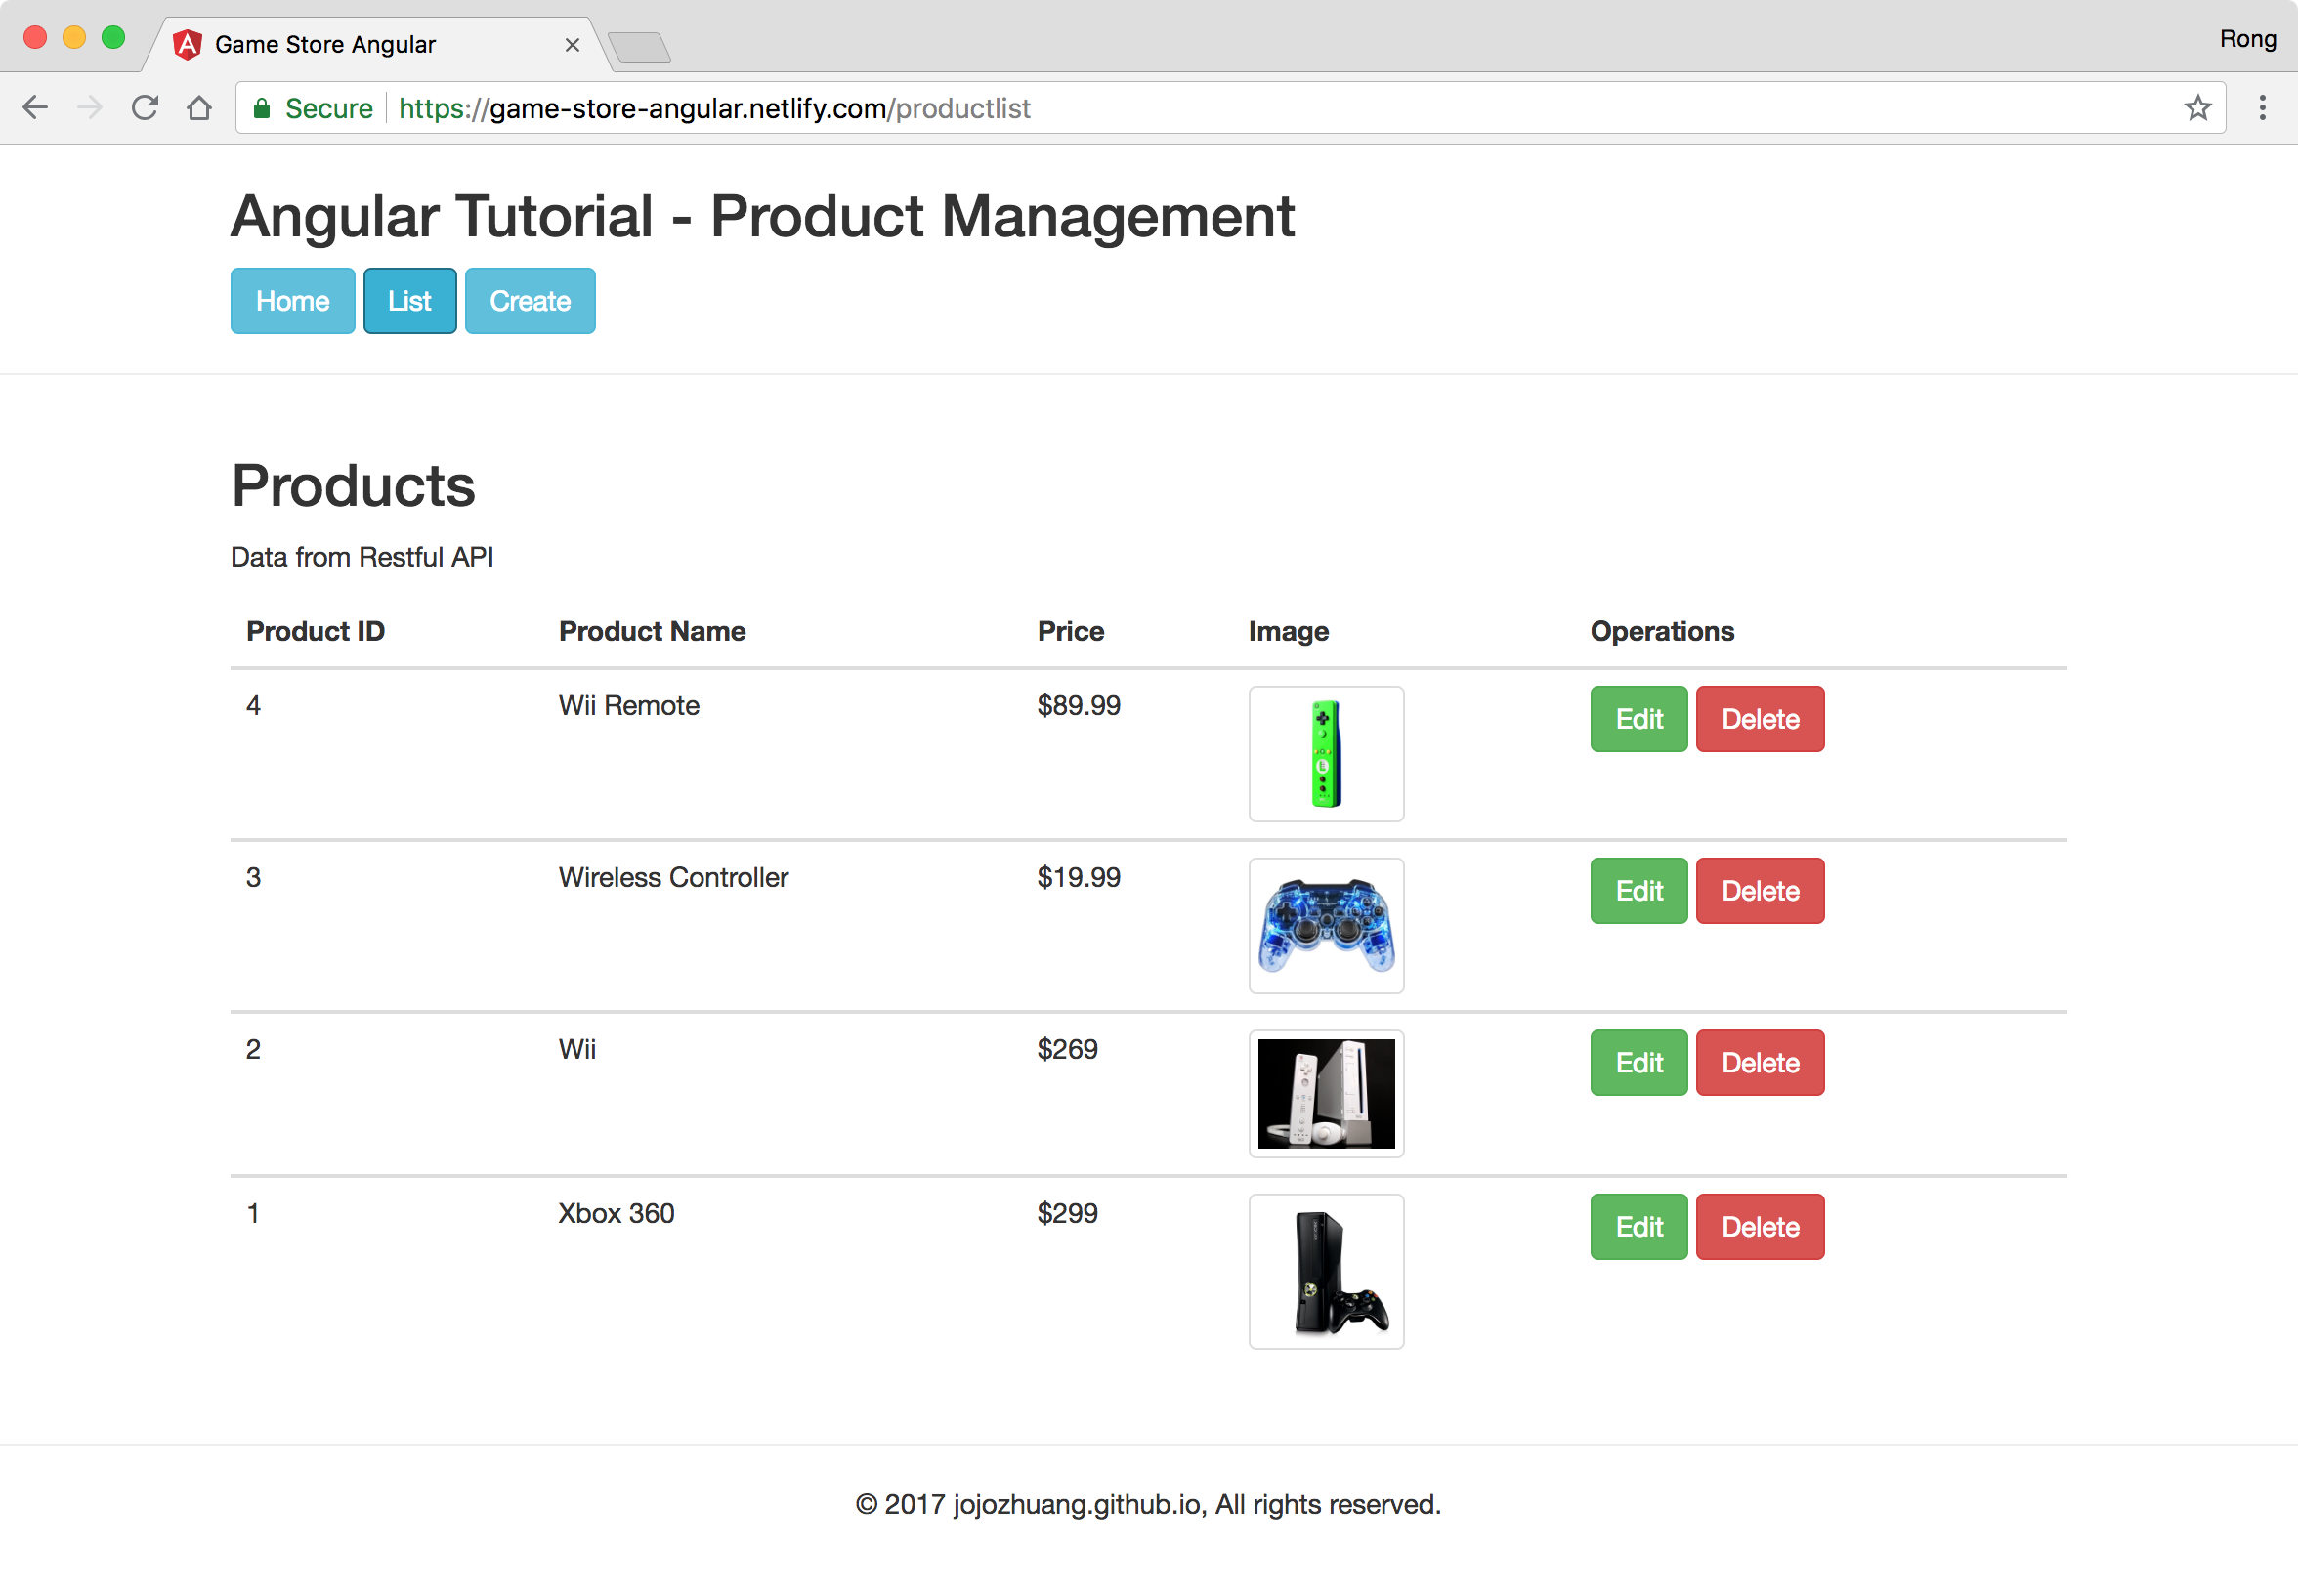 Game Store Angular
Rong
Secure https://game-store-angular.netlify.com/productlist
Angular Tutorial - Product Management
Home List Create
Products
Data from Restful API
Product ID Product Name Price Image Operations
4 Wii Remote $89.99 Edit Delete
3 Wireless Controller $19.99 Edit Delete
2 Wii $269 Edit Delete
1 Xbox 360 $299 Edit Delete
© 2017 jojozhuang.github.io, All rights reserved.